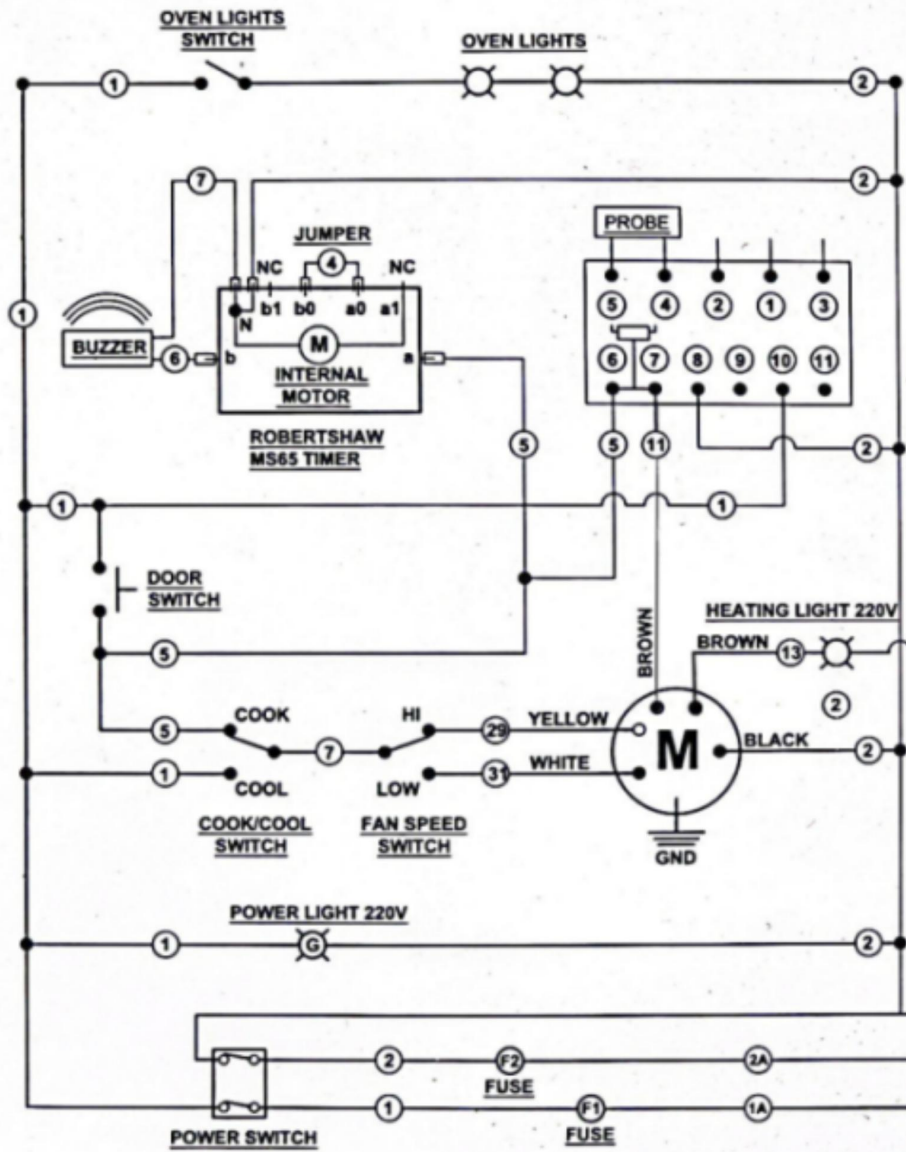 OVEN LIGHTS
SWITCH
OVEN LIGHTS
1
2
7
2
JUMPER
4
PROBE
NC
NC
b1
b0
a0
a1
N
5
4
2
1
3
1
BUZZER
6
b
M
a
INTERNAL
MOTOR
6
7
8
9
10
11
ROBERTSHAW
MS65 TIMER
5
5
11
2
1
1
DOOR
SWITCH
HEATING LIGHT 220V
BROWN
BROWN
13
5
2
5
COOK
HI
29
YELLOW
7
M
BLACK
2
1
COOL
LOW
31
WHITE
COOK/COOL
SWITCH
FAN SPEED
SWITCH
GND
POWER LIGHT 220V
1
G
2
2
F2
2A
FUSE
1
F1
1A
POWER SWITCH
FUSE